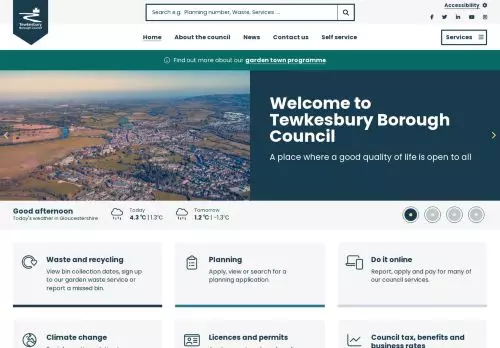 Tewkesbury
Borough Council
Search e.g. Planning number, Waste, Services ...
Accessibility
Home
About the council
News
Contact us
Self service
Services
Find out more about our garden town programme.
Welcome to
Tewkesbury Borough
Council
A place where a good quality of life is open to all
Good afternoon
Today's weather in Gloucestershire
Today
4.3 °C | 1.3°C
Tomorrow
1.2 °C | -1.3°C
Waste and recycling
View bin collection dates, sign up
to our garden waste service or
report a missed bin.
Planning
Apply, view or search for a
planning application.
Do it online
Report, apply and pay for many of
our council services.
Climate change
Licences and permits
Council tax, benefits and
business rates